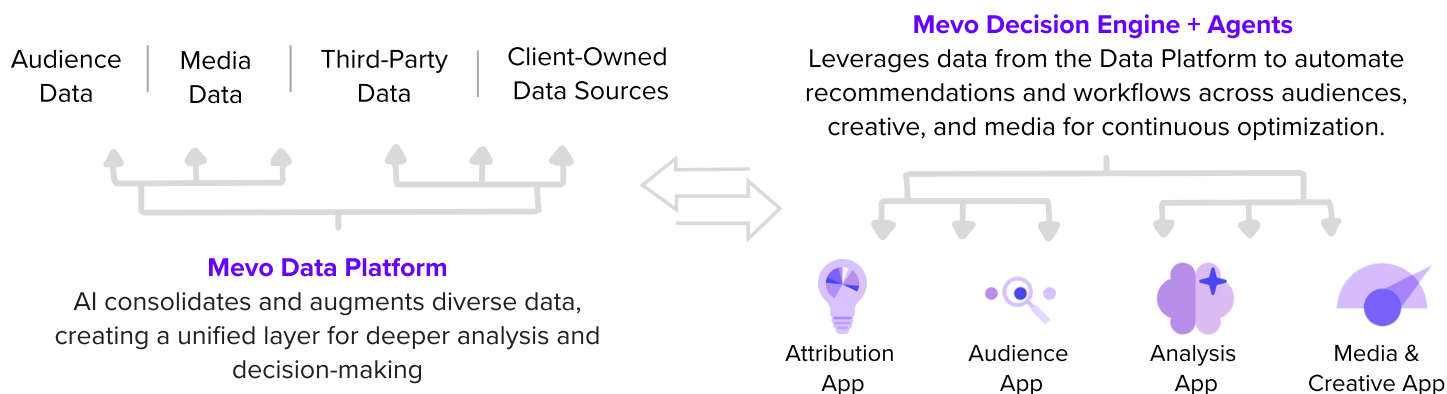 Audience
Data
Media
Data
Third-Party
Data
Client-Owned
Data Sources
Mevo Data Platform
AI consolidates and augments diverse data,
creating a unified layer for deeper analysis and
decision-making
Mevo Decision Engine + Agents
Leverages data from the Data Platform to automate
recommendations and workflows across audiences,
creative, and media for continuous optimization.
Attribution
App
Audience
App
Analysis
App
Media &
Creative App